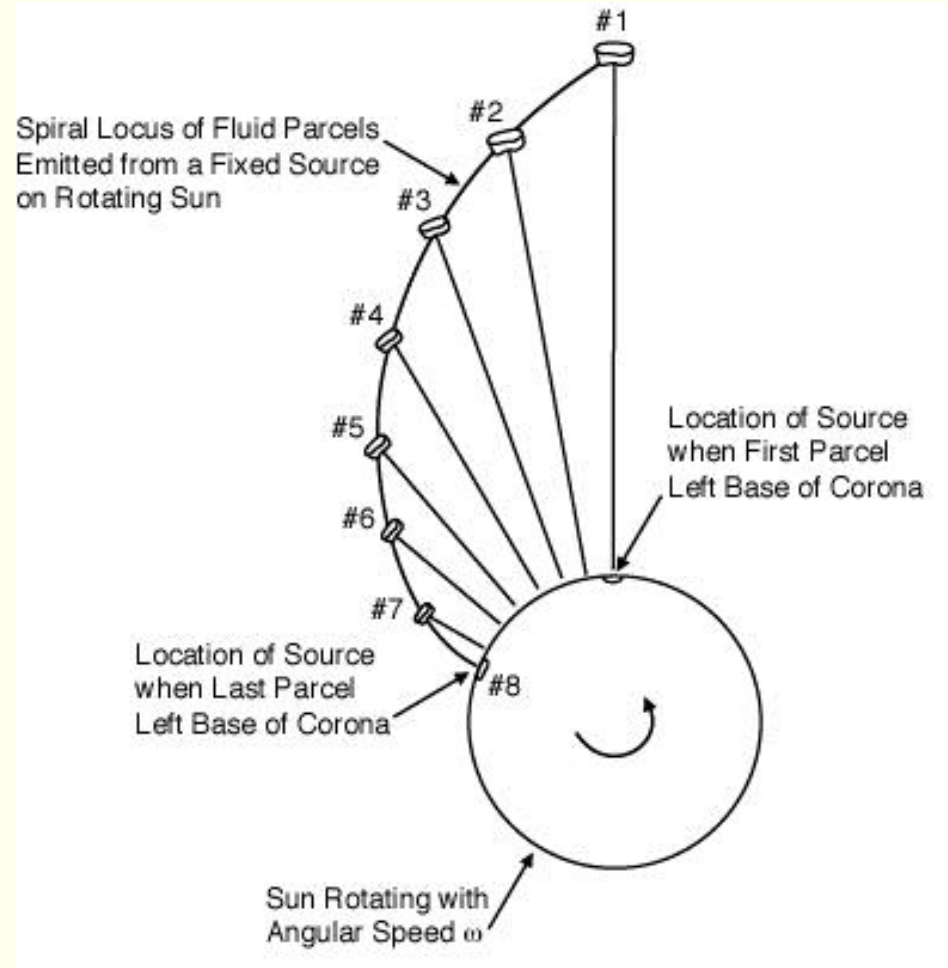 #1
#2
Spiral Locus of Fluid Parcels
Emitted from a Fixed Source
on Rotating Sun
#3
#4
#5
Location of Source
when First Parcel
Left Base of Corona
#6
#7
Location of Source
when Last Parcel
Left Base of Corona
#8
Sun Rotating with
Angular Speed ω